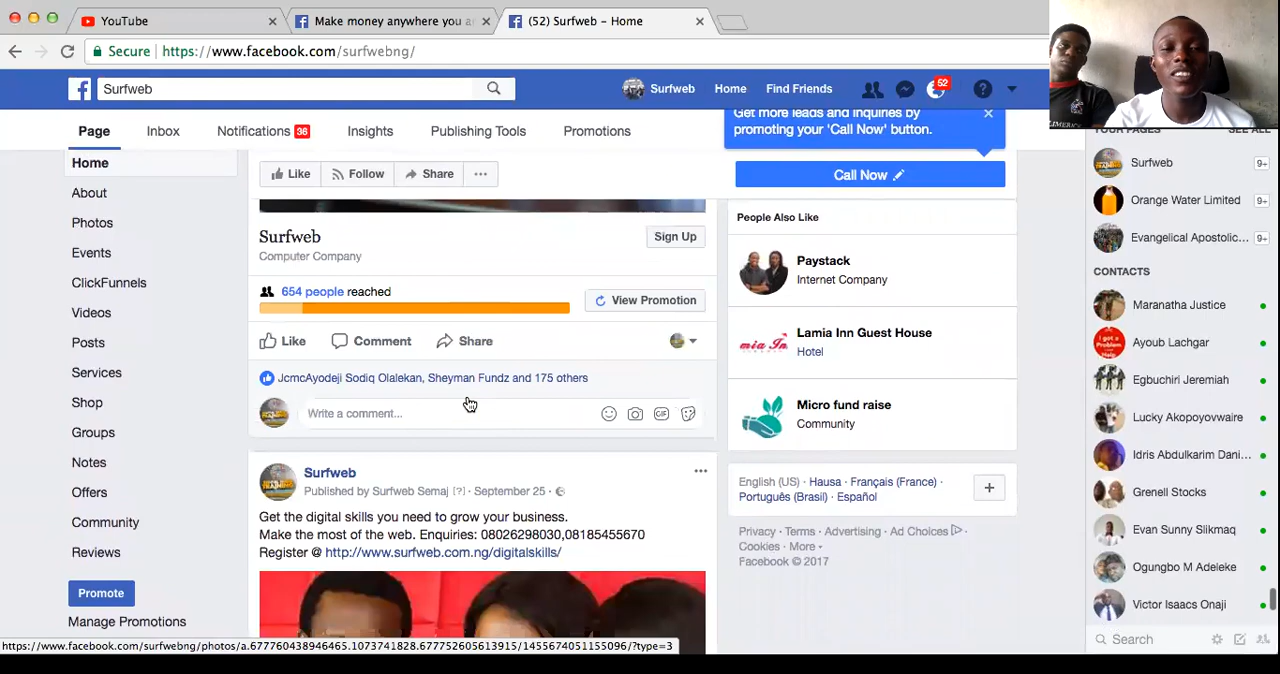 YouTube
Make money anywhere you a
(52) Surfweb – Home
Secure
https://www.facebook.com/surfwebng/
Surfweb
Surfweb
Home
Find Friends
52
Page
Inbox
Notifications 36
Insights
Publishing Tools
Promotions
Get more leads and inquiries by
promoting your 'Call Now' button.
Call Now
Home
About
Photos
Events
ClickFunnels
Videos
Posts
Services
Shop
Groups
Notes
Offers
Community
Reviews
Promote
Manage Promotions
Like
Follow
Share
Surfweb
Computer Company
Sign Up
654 people reached
View Promotion
Like
Comment
Share
JcmcAyodeji Sodiq Olalekan, Sheyman Fundz and 175 others
Write a comment...
GIF
Surfweb
Published by Surfweb Semaj [?] · September 25 ·
Get the digital skills you need to grow your business.
Make the most of the web. Enquiries: 08026298030,08185455670
Register @ http://www.surfweb.com.ng/digitalskills/
People Also Like
Paystack
Internet Company
Lamia Inn Guest House
Hotel
mia In
Micro fund raise
Community
English (US) · Hausa · Français (France) ·
Português (Brasil) · Español
Privacy · Terms · Advertising · Ad Choices
Cookies · More
Facebook © 2017
YOUR PAGES
SEE ALL
Surfweb
9+
Orange Water Limited
9+
Evangelical Apostolic...
9+
CONTACTS
Maranatha Justice
I got a
Problem
Help
Ayoub Lachgar
Egbuchiri Jeremiah
Lucky Akopoyovwaire
Idris Abdulkarim Dani...
Grenell Stocks
Evan Sunny Slikmaq
Ogungbo M Adeleke
Victor Isaacs Onaji
Search
https://www.facebook.com/surfwebng/photos/a.677760438946465.1073741828.677752605613915/1455674051155096/?type=3